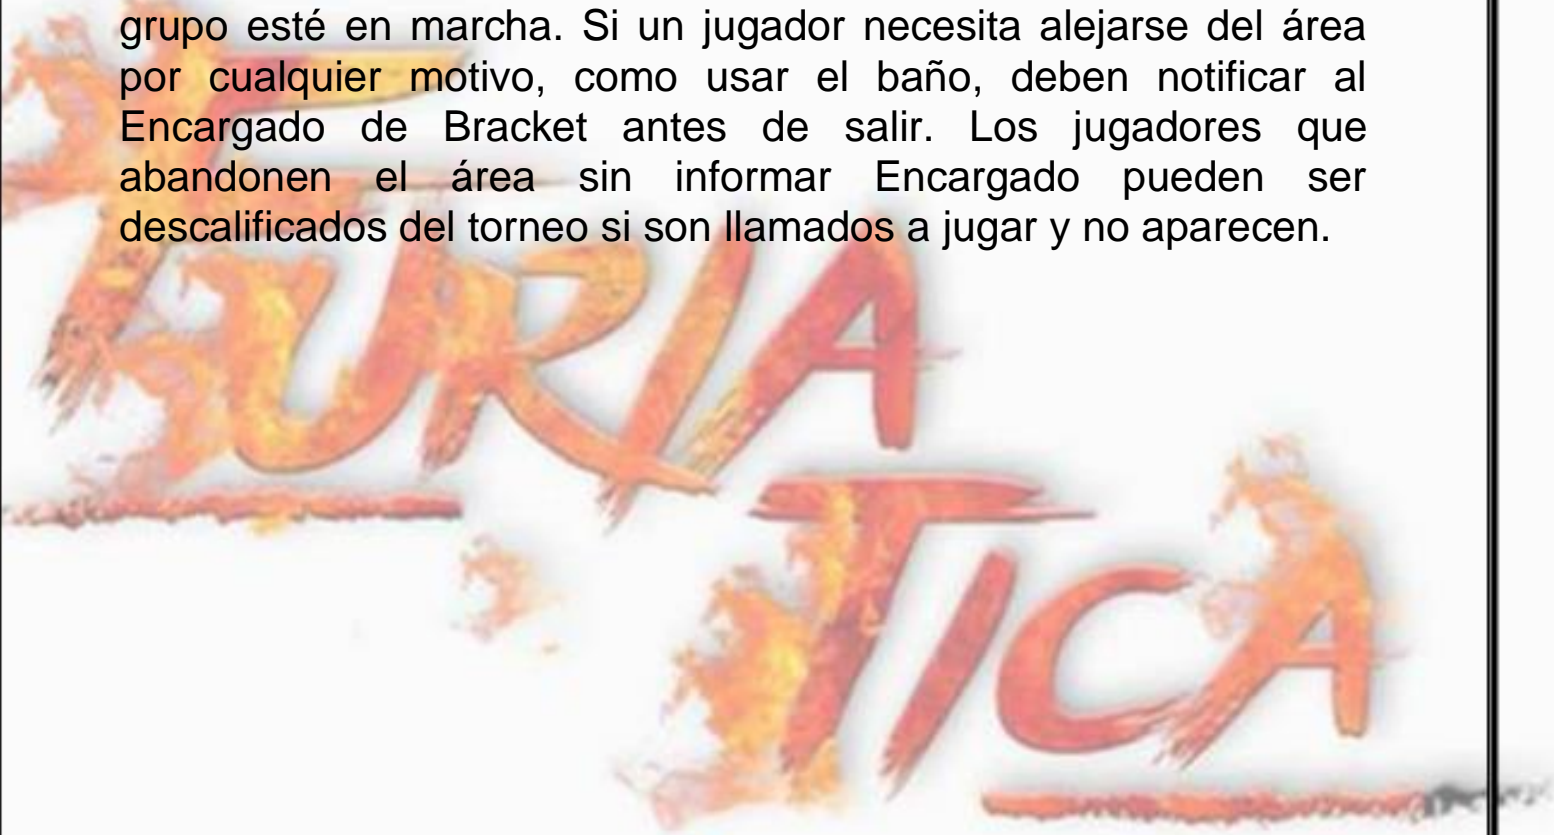 grupo esté en marcha. Si un jugador necesita alejarse del área
por cualquier motivo, como usar el baño, deben notificar al
Encargado de Bracket antes de salir. Los jugadores que
abandonen el área sin informar Encargado pueden ser
descalificados del torneo si son llamados a jugar y no aparecen.
FURIA
TICA